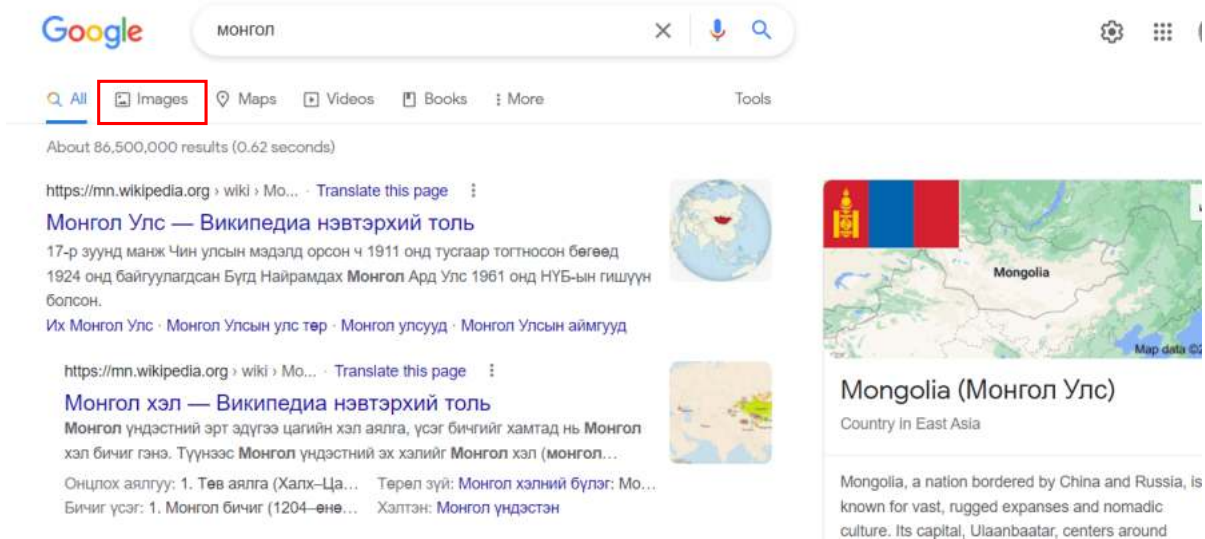 Google
монгол
All Images Maps Videos Books More Tools
About 86,500,000 results (0.62 seconds)
https://mn.wikipedia.org › wiki › Mo... · Translate this page
Монгол Улс — Википедиа нэвтэрхий толь
17-р зуунд манж Чин улсын мэдэлд орсон ч 1911 онд тусгаар тогтносон бөгөөд
1924 онд байгуулагдсан Бүгд Найрамдах Монгол Ард Улс 1961 онд НҮБ-ын гишүүн
болсон.
Их Монгол Улс · Монгол Улсын улс төр · Монгол улсууд · Монгол Улсын аймгууд
https://mn.wikipedia.org › wiki › Mo... · Translate this page
Монгол хэл — Википедиа нэвтэрхий толь
Монгол үндэстний эрт эдүгээ цагийн хэл аялга, үсэг бичгийг хамтад нь Монгол
хэл бичиг гэнэ. Түүнээс Монгол үндэстний эх хэлийг Монгол хэл (монгол...
Онцлох аялгуу: 1. Төв аялга (Халх–Ца... Төрөл зүй: Монгол хэлний бүлэг: Мо...
Бичиг үсэг: 1. Монгол бичиг (1204–өнө... Хэлтэн: Монгол үндэстэн
Mongolia
Map data ©2
Mongolia (Монгол Улс)
Country in East Asia
Mongolia, a nation bordered by China and Russia, is
known for vast, rugged expanses and nomadic
culture. Its capital, Ulaanbaatar, centers around